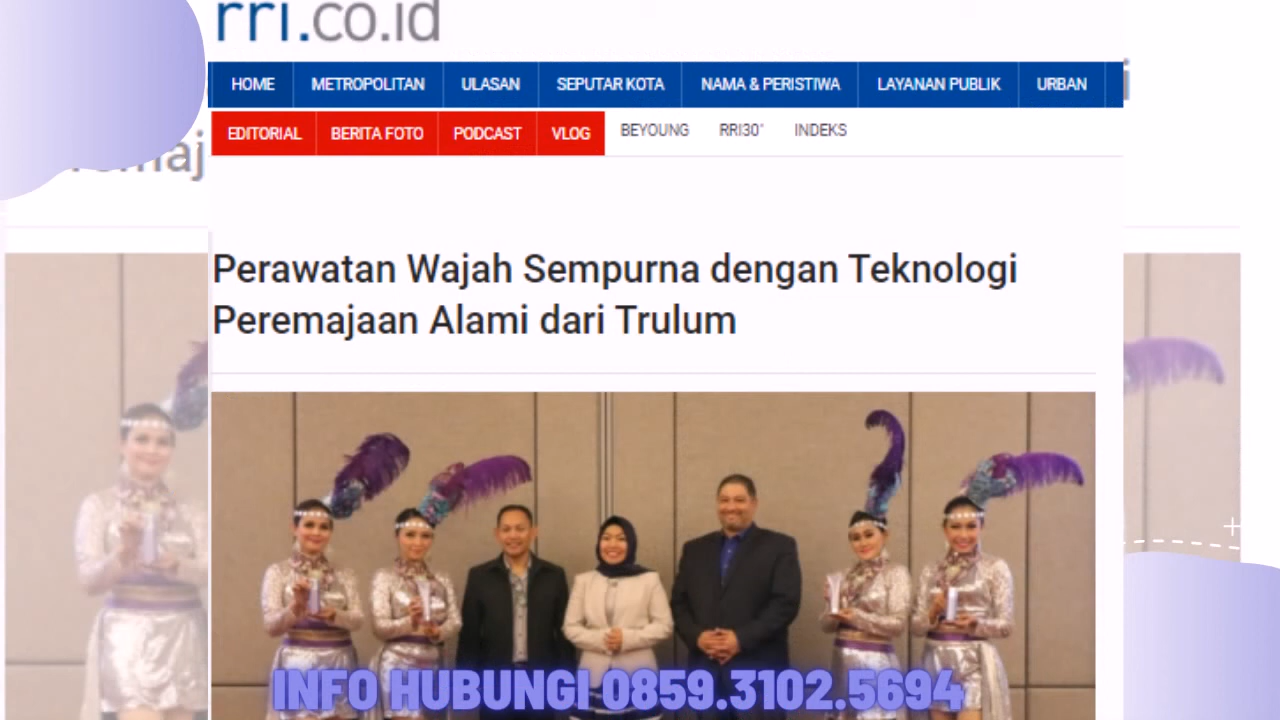 rri.co.id
HOME METROPOLITAN ULASAN SEPUTAR KOTA NAMA & PERISTIWA LAYANAN PUBLIK URBAN
EDITORIAL BERITA FOTO PODCAST VLOG BEYOUNG RRI30° INDEKS
Perawatan Wajah Sempurna dengan Teknologi
Peremajaan Alami dari Trulum
INFO HUBUNGI 0859.3102.5694